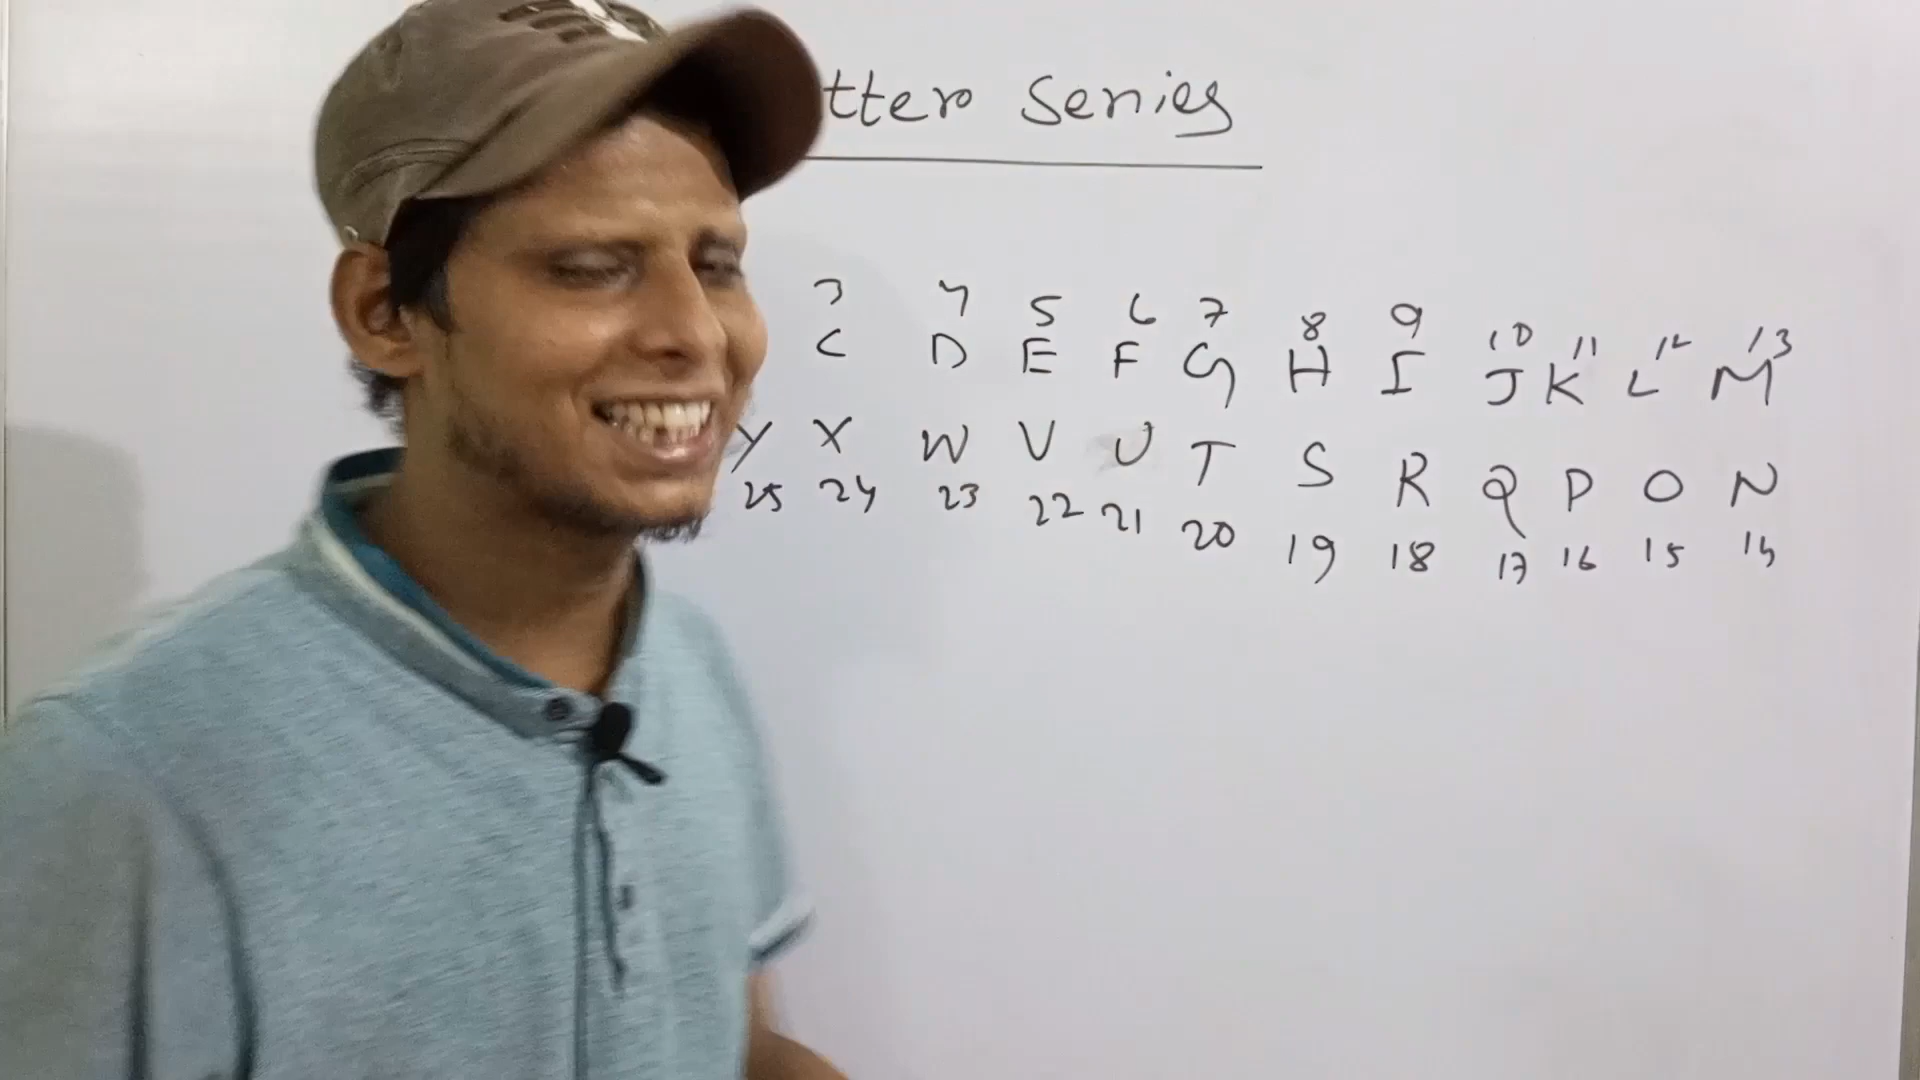 tter Series
3 4 5 6 7 8 9 10 11 12 13
C D E F G H I J K L M
Y X W V U T S R Q P O N
25 24 23 22 21 20 19 18 17 16 15 14